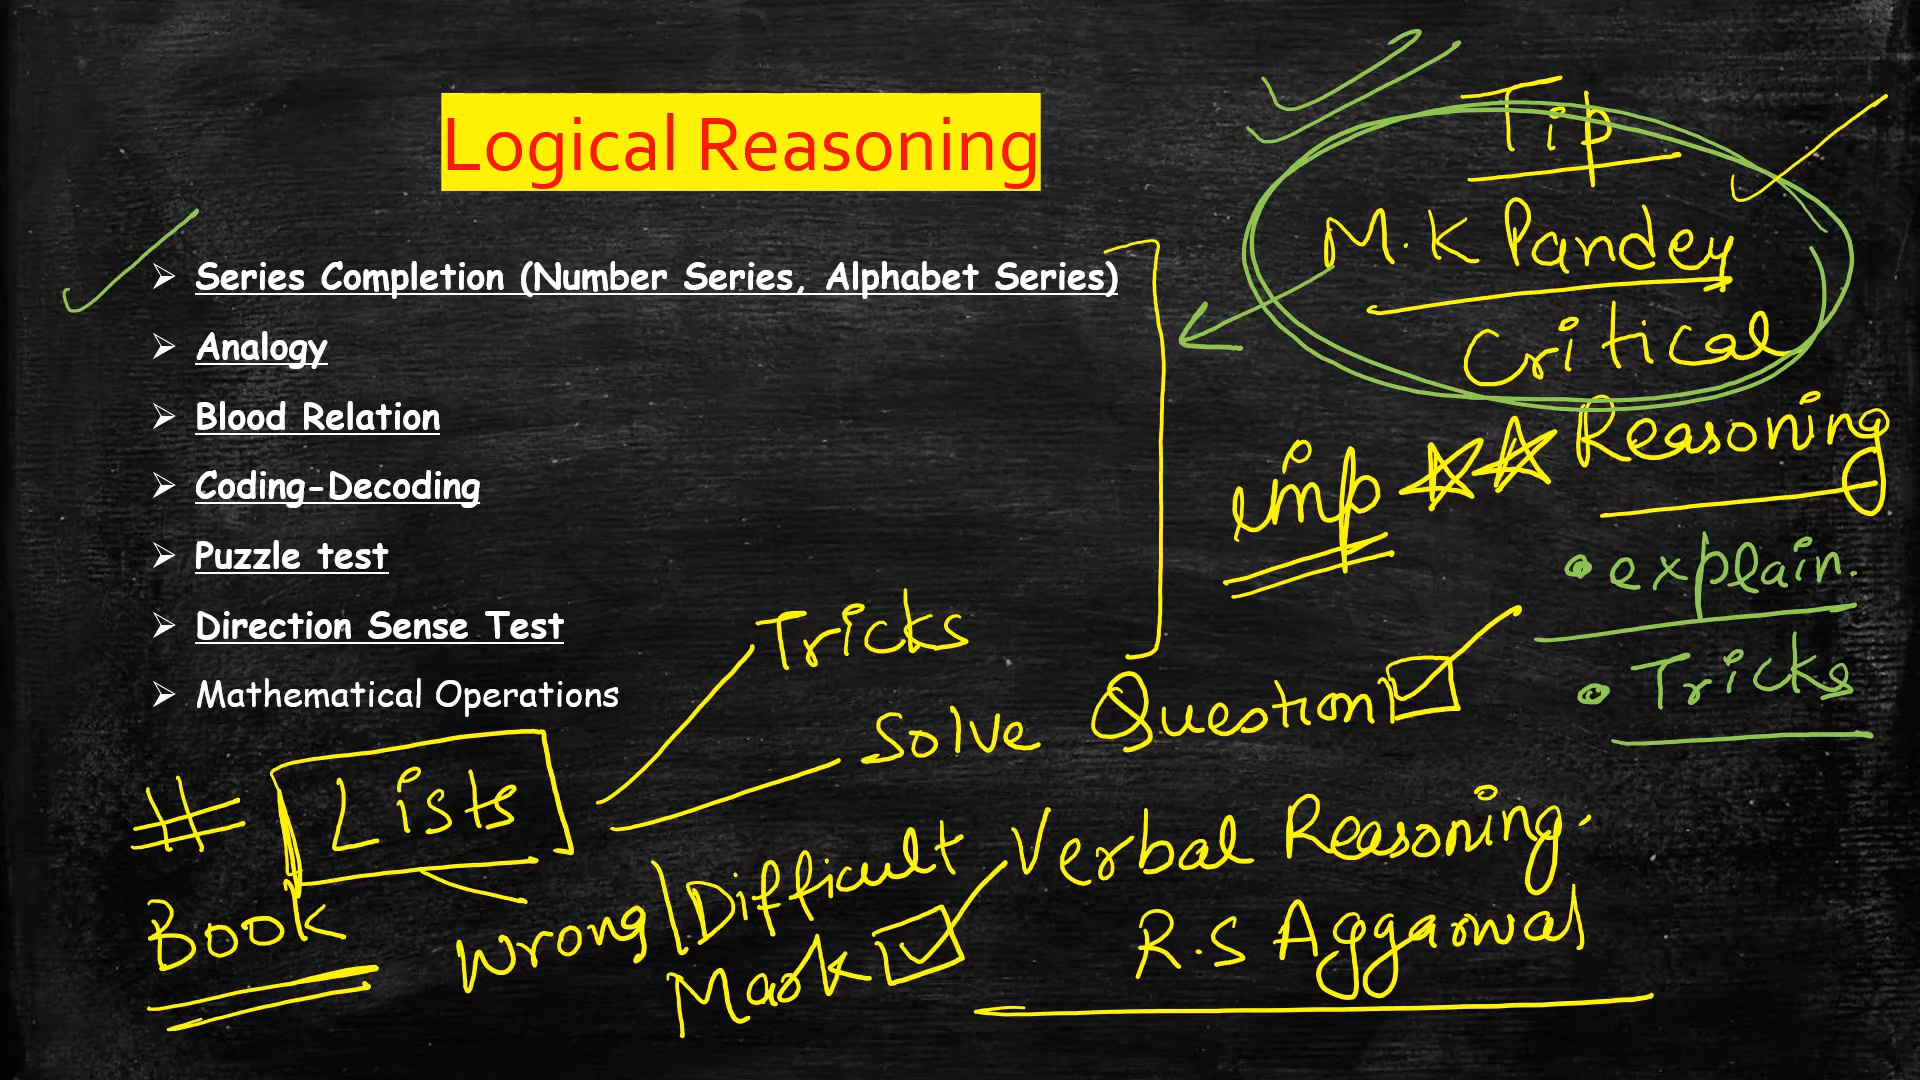 Logical Reasoning
Series Completion (Number Series, Alphabet Series)
Analogy
Blood Relation
Coding-Decoding
Puzzle test
Direction Sense Test
Mathematical Operations
Tip
M.K Pandey
Critical
Reasoning
imp
• explain.
• Tricks
Tricks
Solve Question
# Lists
Book
Wrong | Difficult
Mark
Verbal Reasoning.
R.S Aggarwal